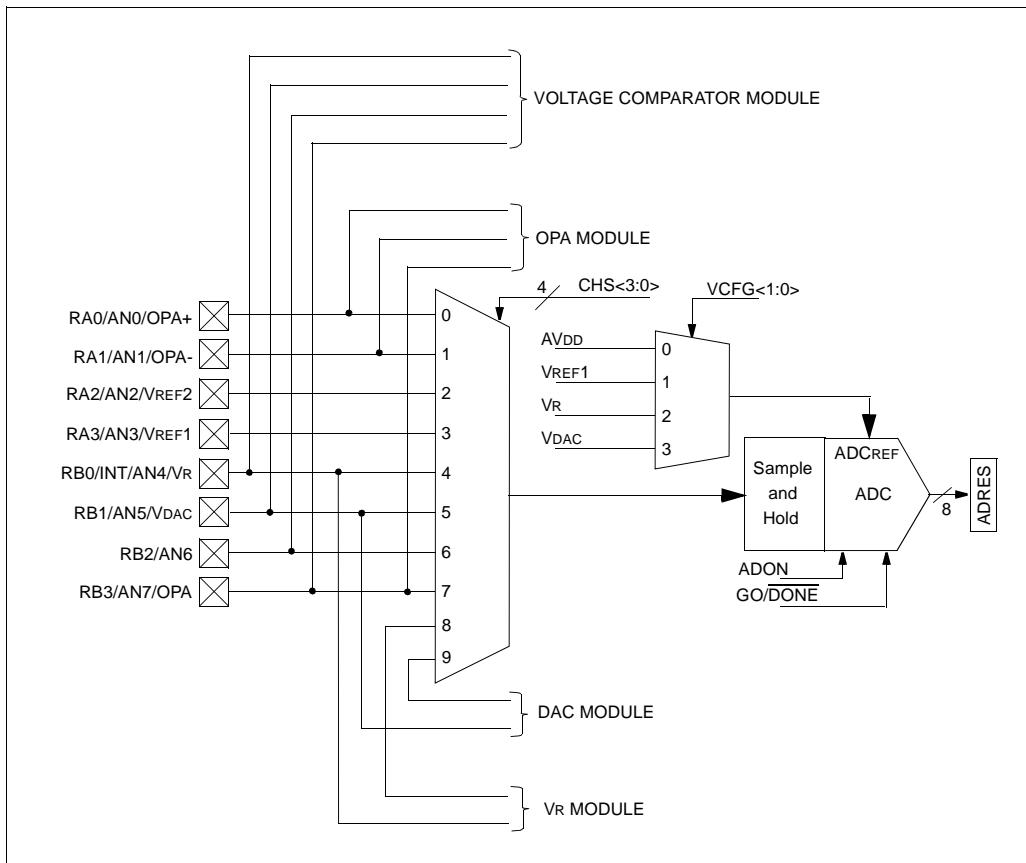 VOLTAGE COMPARATOR MODULE
OPA MODULE
4
CHS<3:0>
VCFG<1:0>
RA0/AN0/OPA+
RA1/AN1/OPA-
RA2/AN2/VREF2
RA3/AN3/VREF1
RB0/INT/AN4/VR
RB1/AN5/VDAC
RB2/AN6
RB3/AN7/OPA
0
1
2
3
4
5
6
7
8
9
AVDD
VREF1
VR
VDAC
0
1
2
3
Sample
and
Hold
ADCREF
ADC
8
ADRES
ADON
GO/DONE
DAC MODULE
VR MODULE